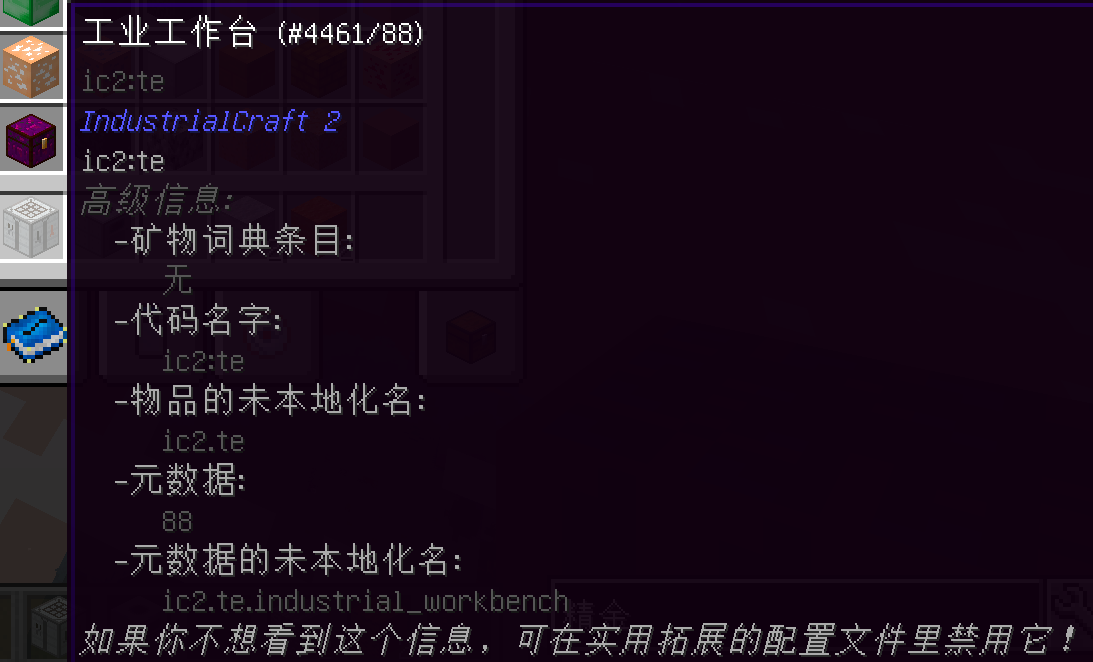 工业工作台 (#4461/88)
ic2:te
IndustrialCraft 2
ic2:te
高级信息:
-矿物词典条目:
无
-代码名字:
ic2:te
-物品的未本地化名:
ic2.te
-元数据:
88
-元数据的未本地化名:
ic2.te.industrial_workbench
如果你不想看到这个信息，可在实用拓展的配置文件里禁用它!